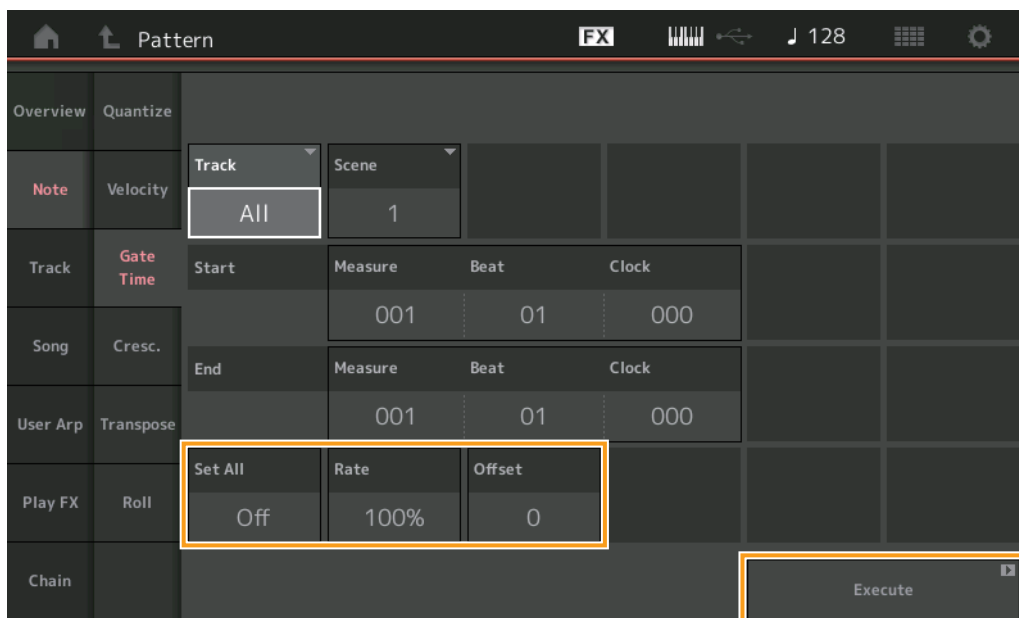 Pattern
FX
♩ 128
Overview
Quantize
Note
Velocity
Track
Gate
Time
Song
Cresc.
User Arp
Transpose
Play FX
Roll
Chain
Track
Scene
All
1
Start
Measure
Beat
Clock
001
01
000
End
Measure
Beat
Clock
001
01
000
Set All
Rate
Offset
Off
100%
0
Execute